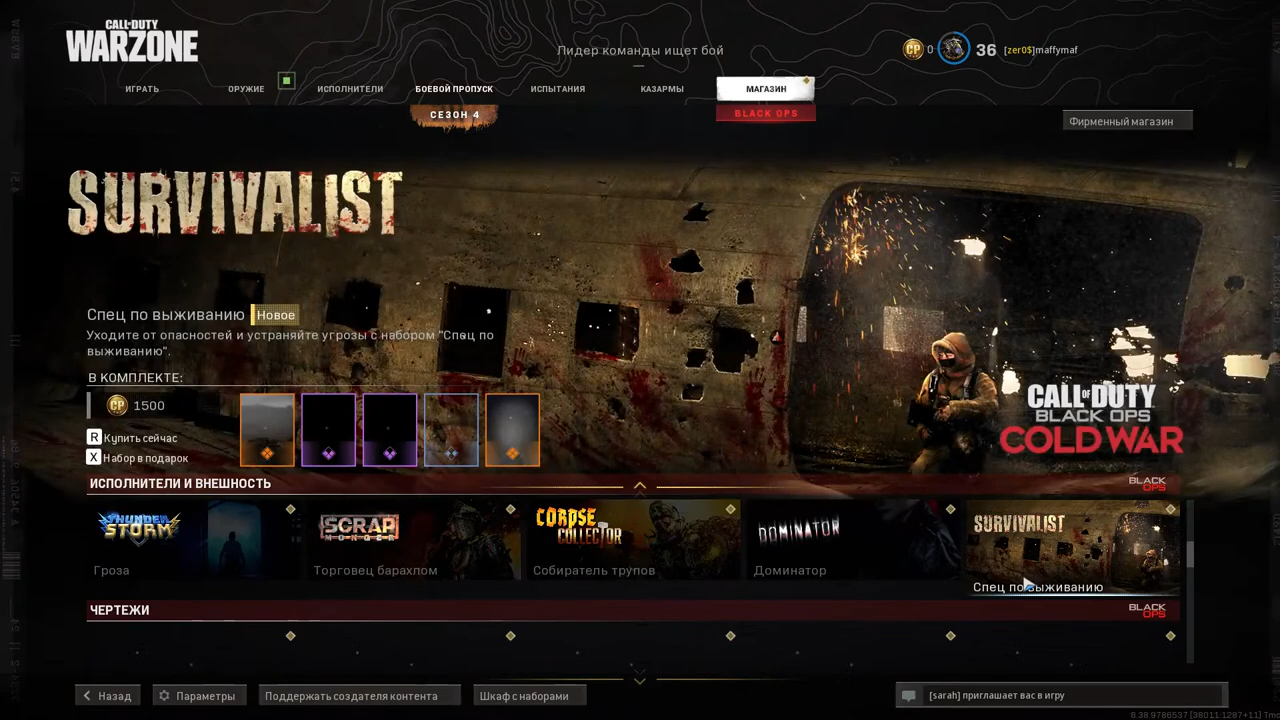 CALL OF DUTY
WARZONE
Лидер команды ищет бой
CP 0
36
[zer0$]maffymaf
ИГРАТЬ
ОРУЖИЕ
ИСПОЛНИТЕЛИ
БОЕВОЙ ПРОПУСК
ИСПЫТАНИЯ
КАЗАРМЫ
МАГАЗИН
СЕЗОН 4
BLACK OPS
Фирменный магазин
SURVIVALIST
Спец по выживанию Новое
Уходите от опасностей и устраняйте угрозы с набором "Спец по
выживанию".
В КОМПЛЕКТЕ:
CP 1500
R Купить сейчас
X Набор в подарок
CALL OF DUTY
BLACK OPS
COLD WAR
ИСПОЛНИТЕЛИ И ВНЕШНОСТЬ
BLACK
OPS
THUNDER
STORM
Гроза
SCRAP
MONGER
Торговец барахлом
CORPSE
COLLECTOR
Собиратель трупов
DOMINATOR
Доминатор
SURVIVALIST
Спец по выживанию
ЧЕРТЕЖИ
BLACK
OPS
Назад
Параметры
Поддержать создателя контента
Шкаф с наборами
[sarah] приглашает вас в игру